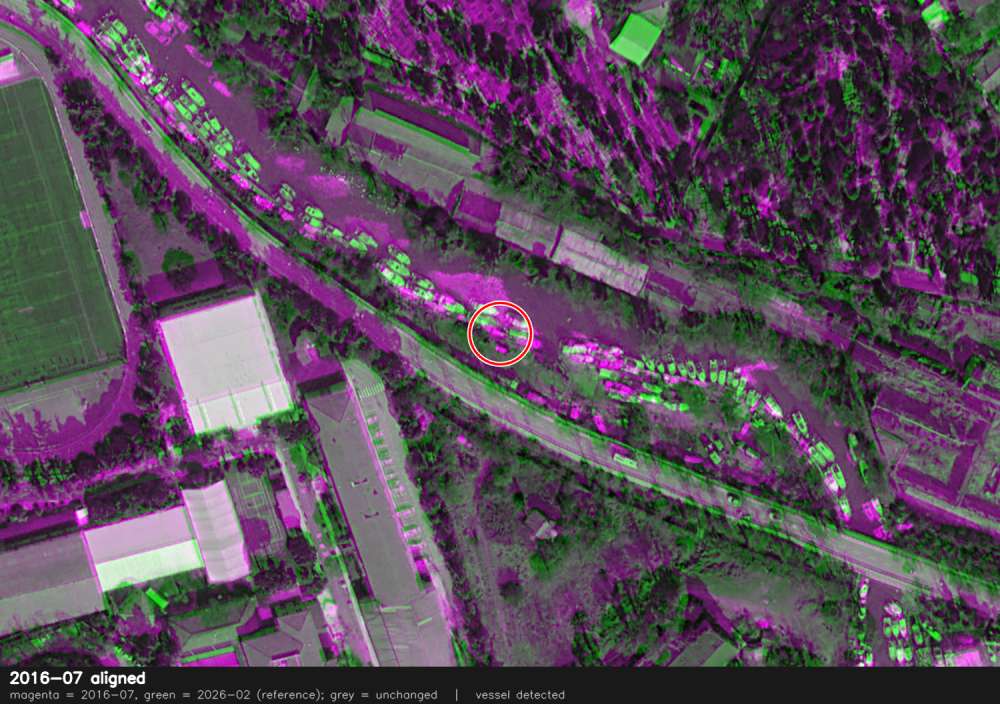 2016-07 aligned
magenta = 2016-07, green = 2026-02 (reference); grey = unchanged | vessel detected